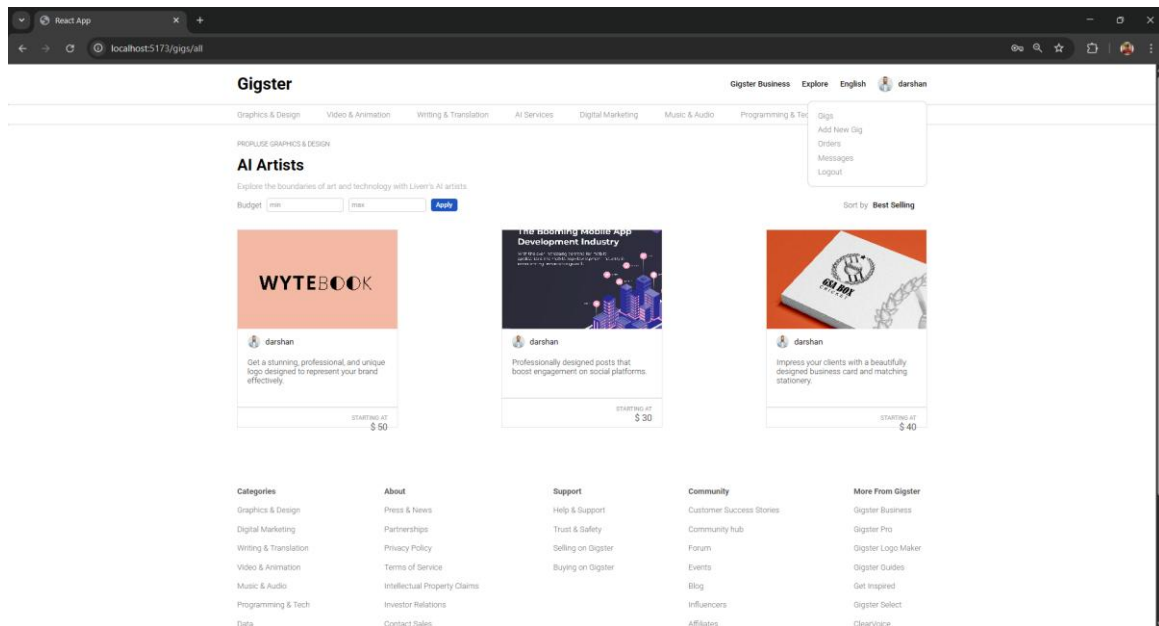 React App
localhost:5173/gigs/all
Gigster
Gigster Business Explore English darshan
Graphics & Design Video & Animation Writing & Translation AI Services Digital Marketing Music & Audio Programming & Tec
Gigs
Add New Gig
Orders
Messages
Logout
PROPLUSE GRAPHICS & DESIGN
AI Artists
Explore the boundaries of art and technology with Liven's AI artists
Budget min max Apply
Sort by Best Selling
WYTEBOOK
darshan
Get a stunning, professional, and unique
logo designed to represent your brand
effectively.
STARTING AT
$ 50
The Booming Mobile App
Development Industry
darshan
Professionally designed posts that
boost engagement on social platforms.
STARTING AT
$ 30
GSA BOX
CRICKET
darshan
Impress your clients with a beautifully
designed business card and matching
stationery.
STARTING AT
$ 40
Categories
Graphics & Design
Digital Marketing
Writing & Translation
Video & Animation
Music & Audio
Programming & Tech
Data
About
Press & News
Partnerships
Privacy Policy
Terms of Service
Intellectual Property Claims
Investor Relations
Contact Sales
Support
Help & Support
Trust & Safety
Selling on Gigster
Buying on Gigster
Community
Customer Success Stories
Community hub
Forum
Events
Blog
Influencers
Affiliates
More From Gigster
Gigster Business
Gigster Pro
Gigster Logo Maker
Gigster Guides
Get Inspired
Gigster Select
ClearVoice